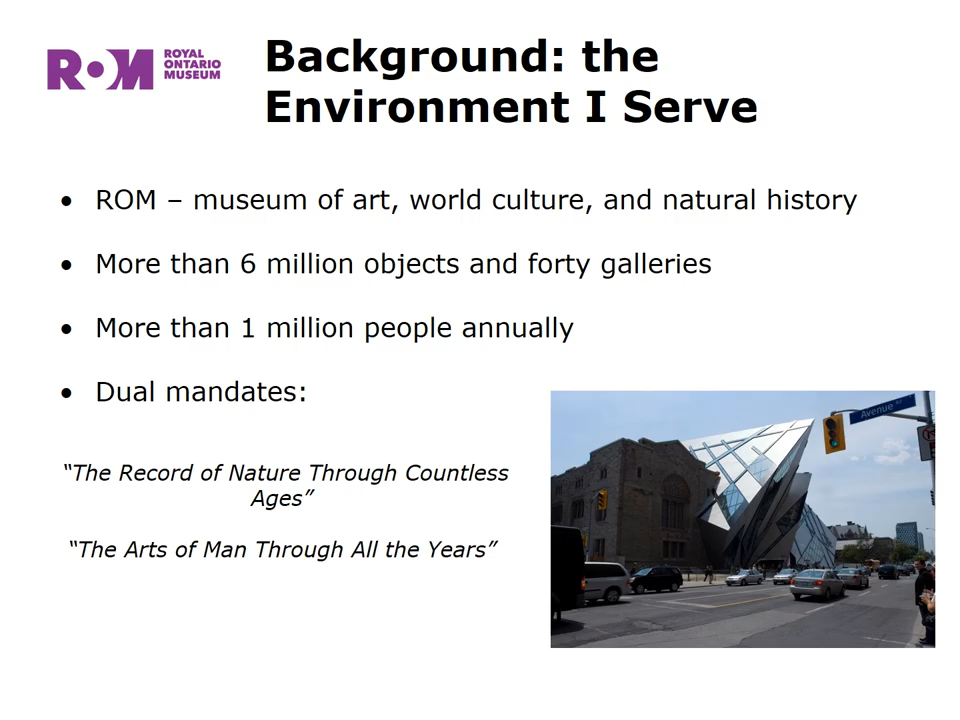 ROM
ROYAL
ONTARIO
MUSEUM
Background: the
Environment I Serve
• ROM – museum of art, world culture, and natural history
• More than 6 million objects and forty galleries
• More than 1 million people annually
• Dual mandates:
“The Record of Nature Through Countless
Ages”
“The Arts of Man Through All the Years”
Avenue Rd